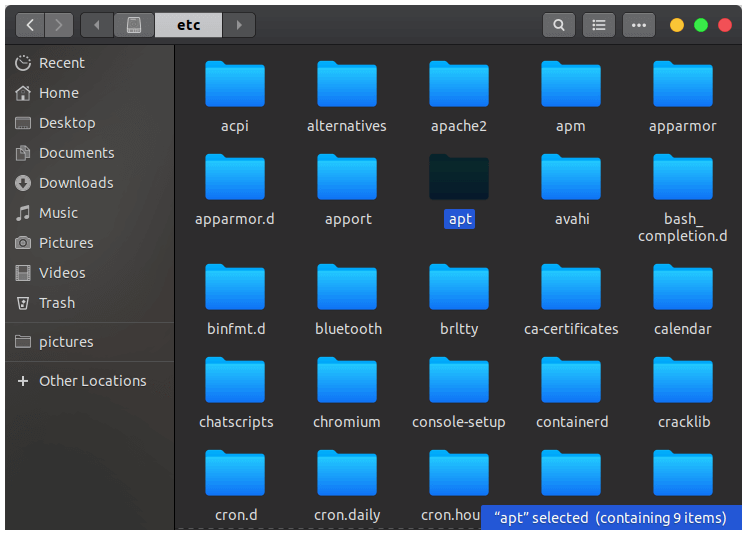 etc
Recent
Home
Desktop
Documents
Downloads
Music
Pictures
Videos
Trash
pictures
Other Locations
acpi
alternatives
apache2
apm
apparmor
apparmor.d
apport
apt
avahi
bash_
completion.d
binfmt.d
bluetooth
brltty
ca-certificates
calendar
chatscripts
chromium
console-setup
containerd
cracklib
cron.d
cron.daily
cron.hou
“apt” selected (containing 9 items)